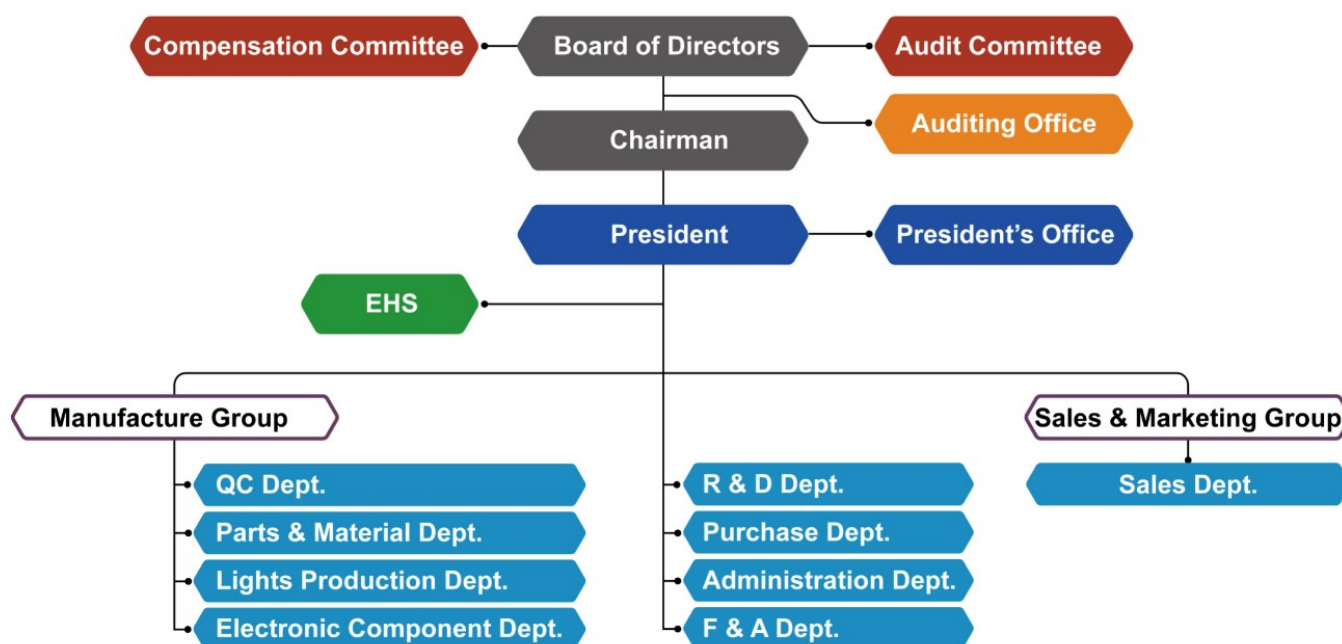 Compensation Committee
Board of Directors
Audit Committee
Auditing Office
Chairman
President
President’s Office
EHS
Manufacture Group
Sales & Marketing Group
QC Dept.
Parts & Material Dept.
Lights Production Dept.
Electronic Component Dept.
R & D Dept.
Purchase Dept.
Administration Dept.
F & A Dept.
Sales Dept.